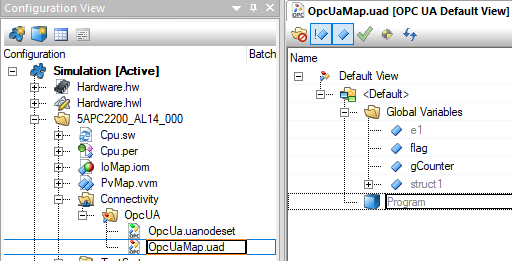 Configuration View
Configuration
Batch
Simulation [Active]
Hardware.hw
Hardware.hwl
5APC2200_AL14_000
Cpu.sw
Cpu.per
IoMap.iom
PvMap.vvm
Connectivity
OpcUA
OpcUa.uanodeset
OpcUaMap.uad
OpcUaMap.uad [OPC UA Default View]
Name
Default View
<Default>
Global Variables
e1
flag
gCounter
struct1
Program